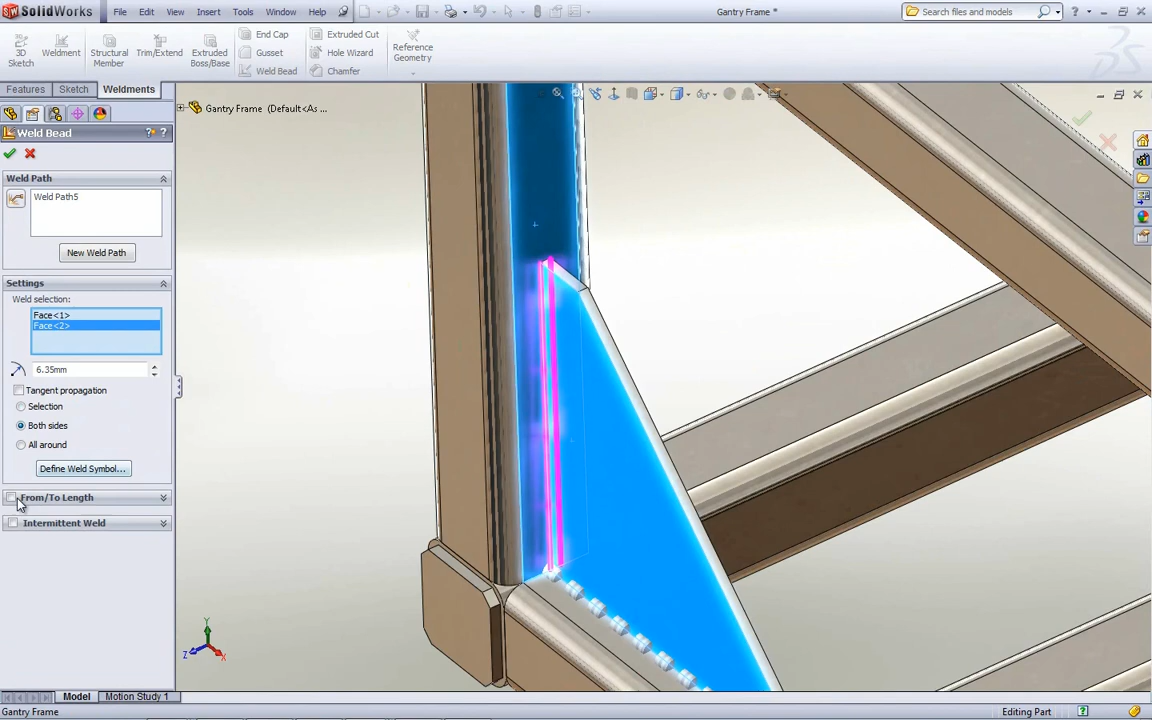 SolidWorks
File
Edit
View
Insert
Tools
Window
Help
Gantry Frame *
Search files and models
3D Sketch
Weldment
Structural Member
Trim/Extend
Extruded Boss/Base
End Cap
Gusset
Weld Bead
Extruded Cut
Hole Wizard
Chamfer
Reference Geometry
Features
Sketch
Weldments
Gantry Frame (Default<As ...
Weld Bead
Weld Path
Weld Path5
New Weld Path
Settings
Weld selection:
Face<1>
Face<2>
6.35mm
Tangent propagation
Selection
Both sides
All around
Define Weld Symbol...
From/To Length
Intermittent Weld
Y
Z
X
Model
Motion Study 1
Gantry Frame
Editing Part